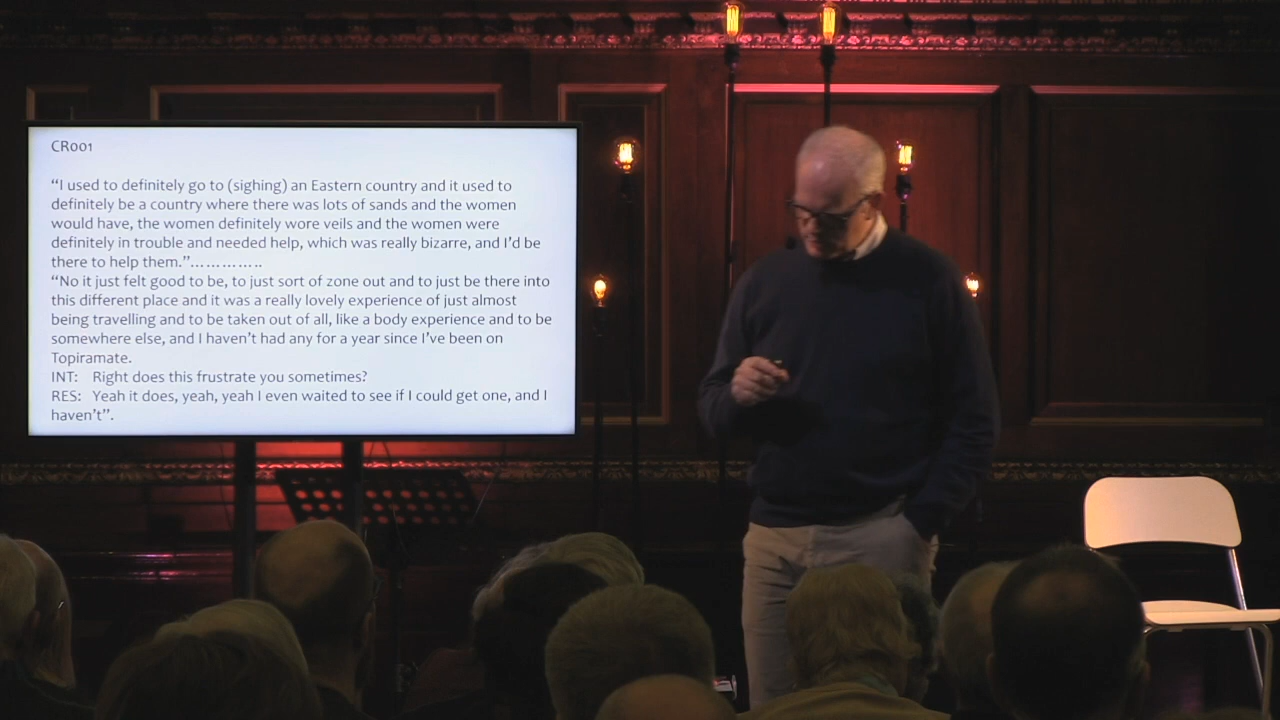 CR001
“I used to definitely go to (sighing) an Eastern country and it used to
definitely be a country where there was lots of sands and the women
would have, the women definitely wore veils and the women were
definitely in trouble and needed help, which was really bizarre, and I’d be
there to help them.”…………..
“No it just felt good to be, to just sort of zone out and to just be there into
this different place and it was a really lovely experience of just almost
being travelling and to be taken out of all, like a body experience and to be
somewhere else, and I haven’t had any for a year since I’ve been on
Topiramate.
INT: Right does this frustrate you sometimes?
RES: Yeah it does, yeah, yeah I even waited to see if I could get one, and I
haven’t”.